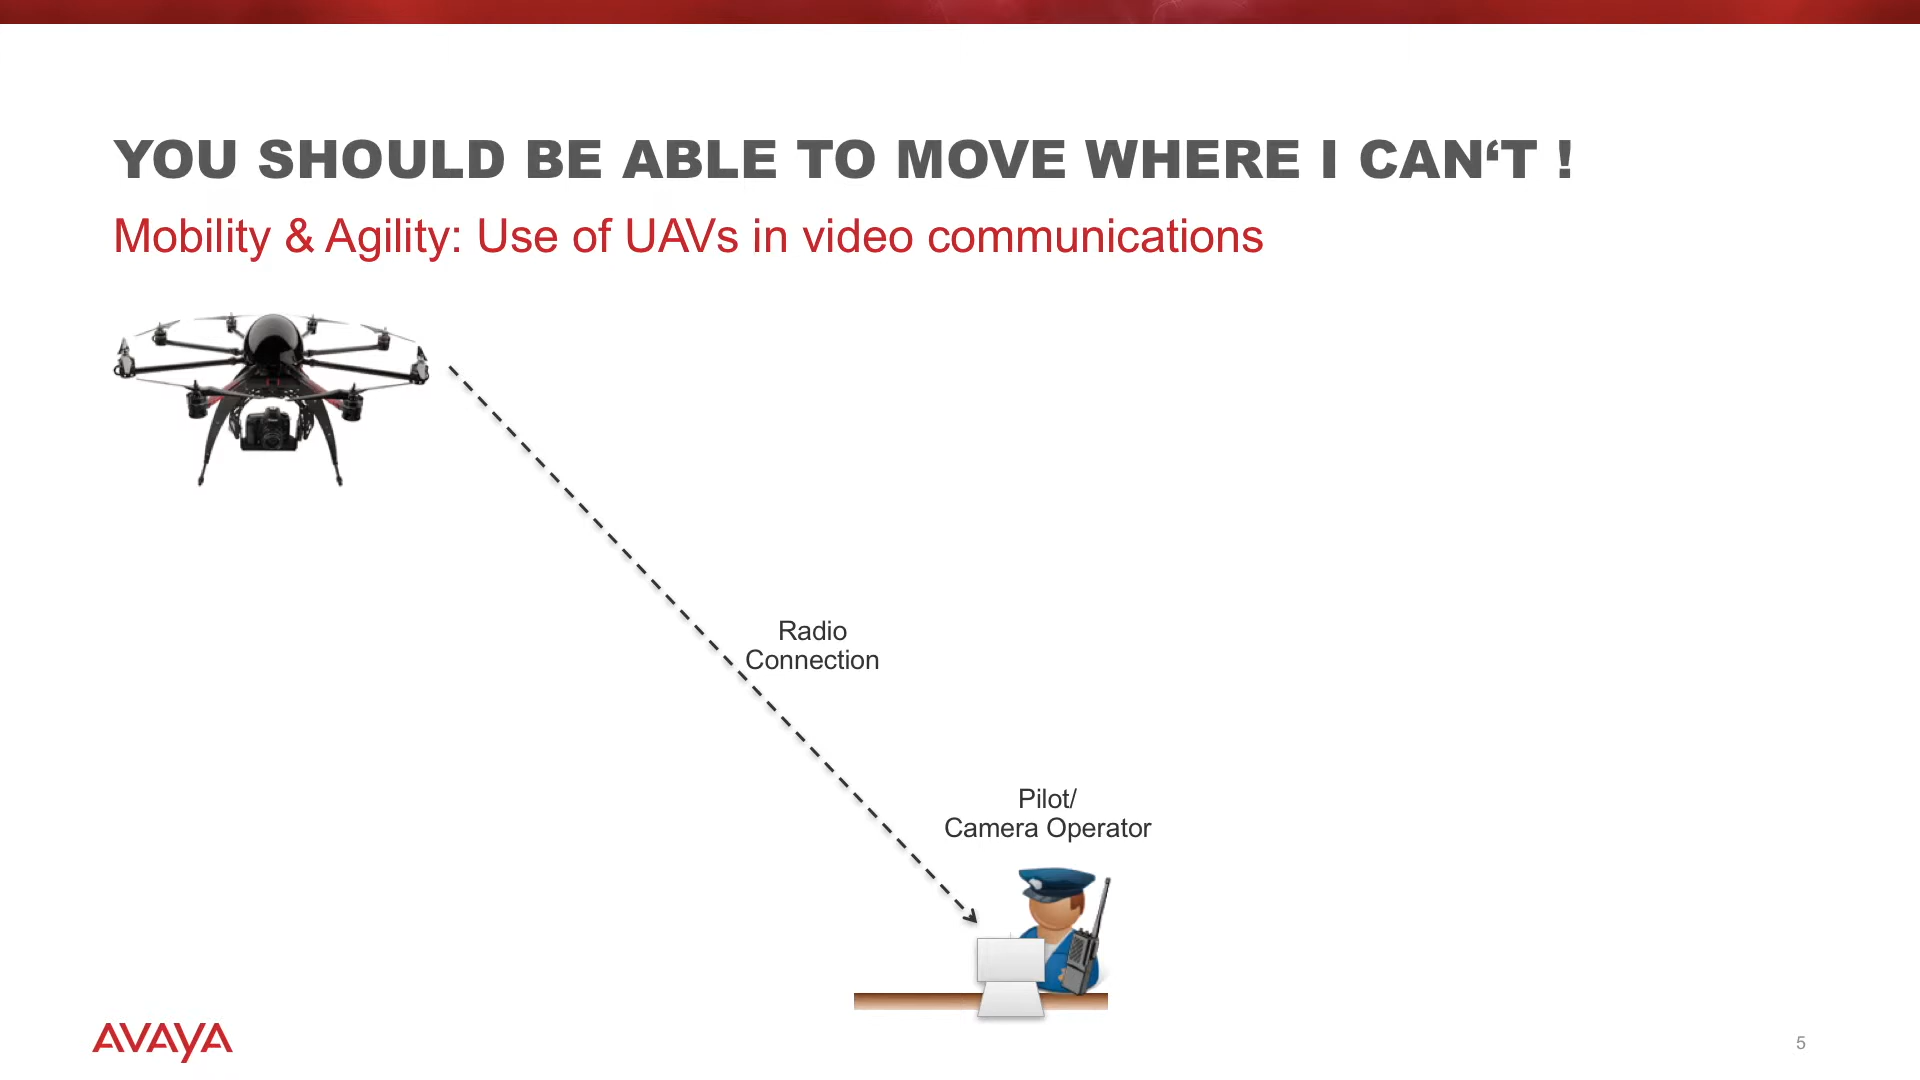 YOU SHOULD BE ABLE TO MOVE WHERE I CAN‘T !
Mobility & Agility: Use of UAVs in video communications
Radio
Connection
Pilot/
Camera Operator
AVAYA
5